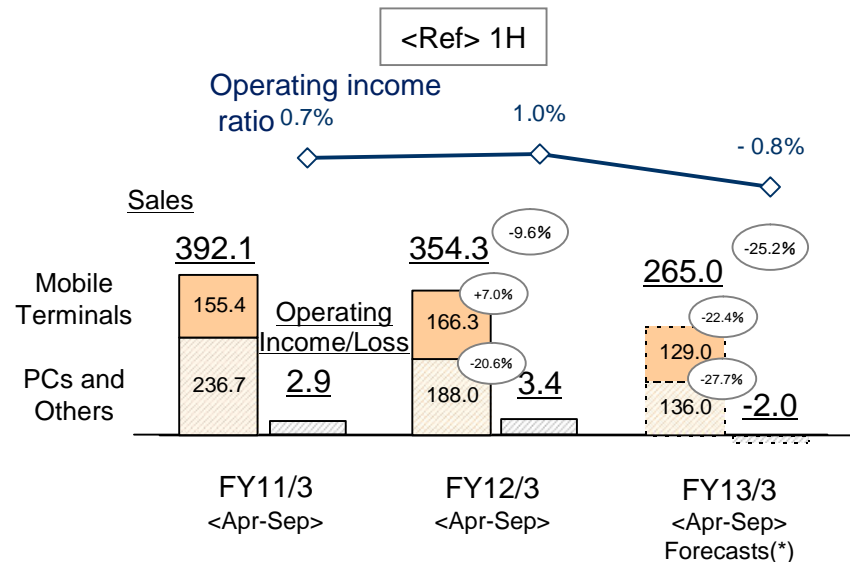 <Ref> 1H
Operating income
ratio
0.7%
1.0%
- 0.8%
Sales
392.1
354.3
-9.6%
265.0
-25.2%
Mobile
Terminals
155.4
Operating
Income/Loss
166.3
+7.0%
129.0
-22.4%
PCs and
Others
236.7
2.9
188.0
-20.6%
3.4
136.0
-27.7%
-2.0
FY11/3
<Apr-Sep>
FY12/3
<Apr-Sep>
FY13/3
<Apr-Sep>
Forecasts(*)